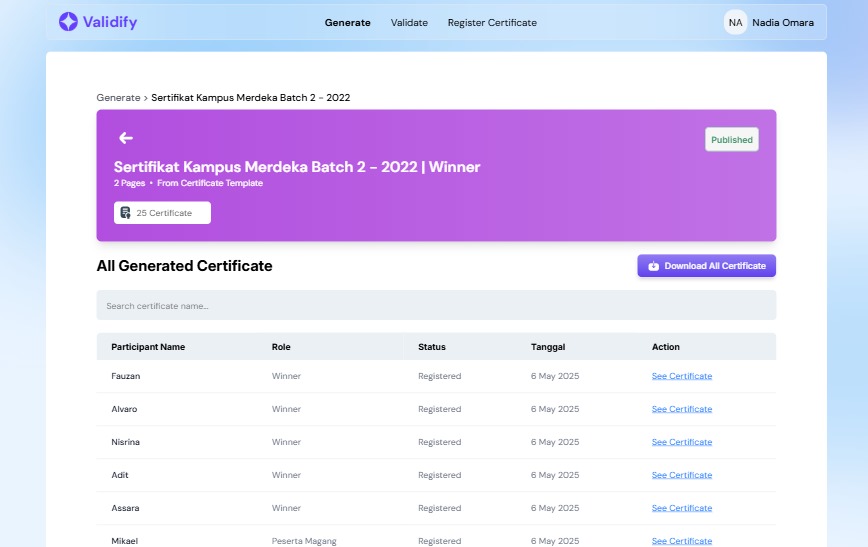 Validify
Generate Validate Register Certificate
NA Nadia Omara
Generate > Sertifikat Kampus Merdeka Batch 2 - 2022
Published
Sertifikat Kampus Merdeka Batch 2 - 2022 | Winner
2 Pages • From Certificate Template
25 Certificate
All Generated Certificate
Download All Certificate
Search certificate name...
Participant Name Role Status Tanggal Action
Fauzan Winner Registered 6 May 2025 See Certificate
Alvaro Winner Registered 6 May 2025 See Certificate
Nisrina Winner Registered 6 May 2025 See Certificate
Adit Winner Registered 6 May 2025 See Certificate
Assara Winner Registered 6 May 2025 See Certificate
Mikael Peserta Magang Registered 6 May 2025 See Certificate